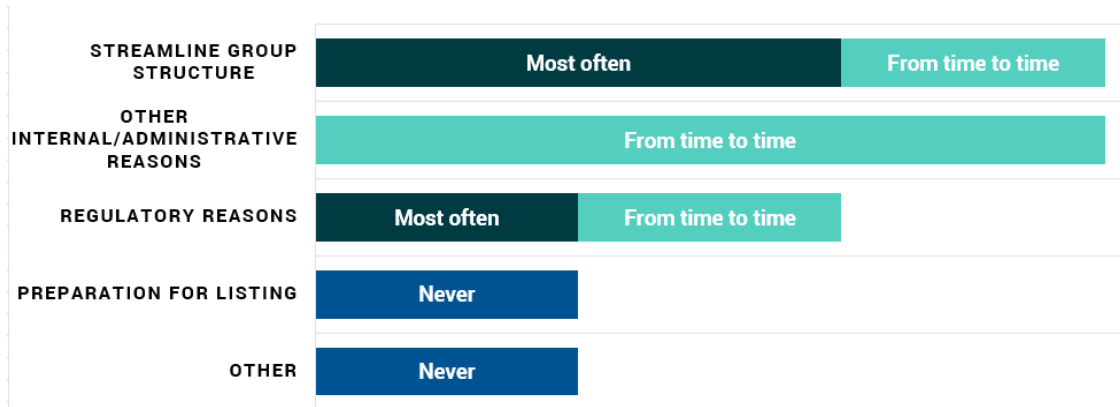 STREAMLINE GROUP
STRUCTURE
Most often
From time to time
OTHER
INTERNAL/ADMINISTRATIVE
REASONS
From time to time
REGULATORY REASONS
Most often
From time to time
PREPARATION FOR LISTING
Never
OTHER
Never